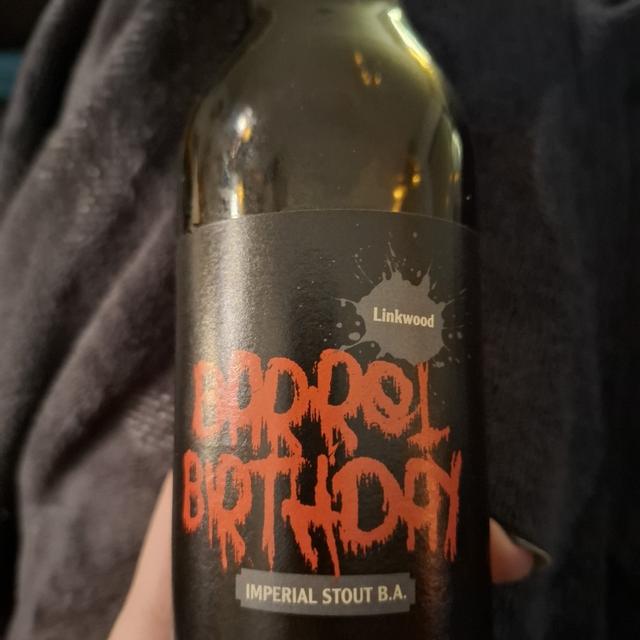 Linkwood
BARREL
BIRTHDAY
IMPERIAL STOUT B.A.